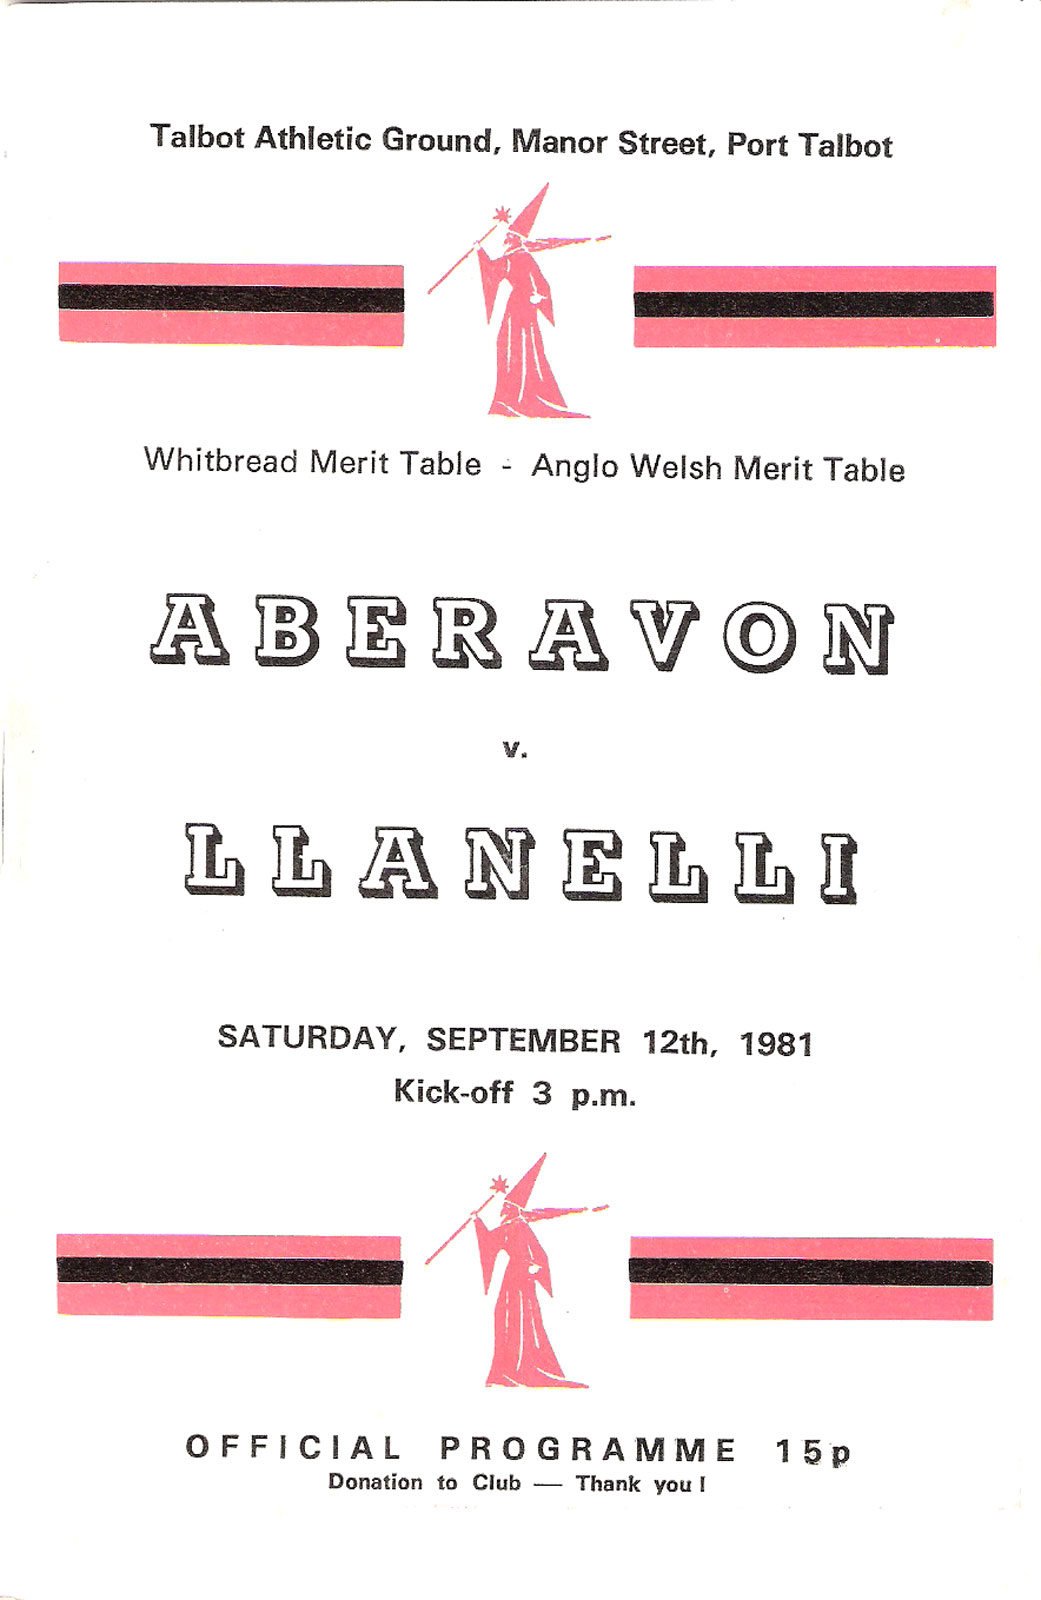 Talbot Athletic Ground, Manor Street, Port Talbot
Whitbread Merit Table - Anglo Welsh Merit Table
ABERAVON
v.
LLANELLI
SATURDAY, SEPTEMBER 12th, 1981
Kick-off 3 p.m.
OFFICIAL PROGRAMME 15p
Donation to Club — Thank you !